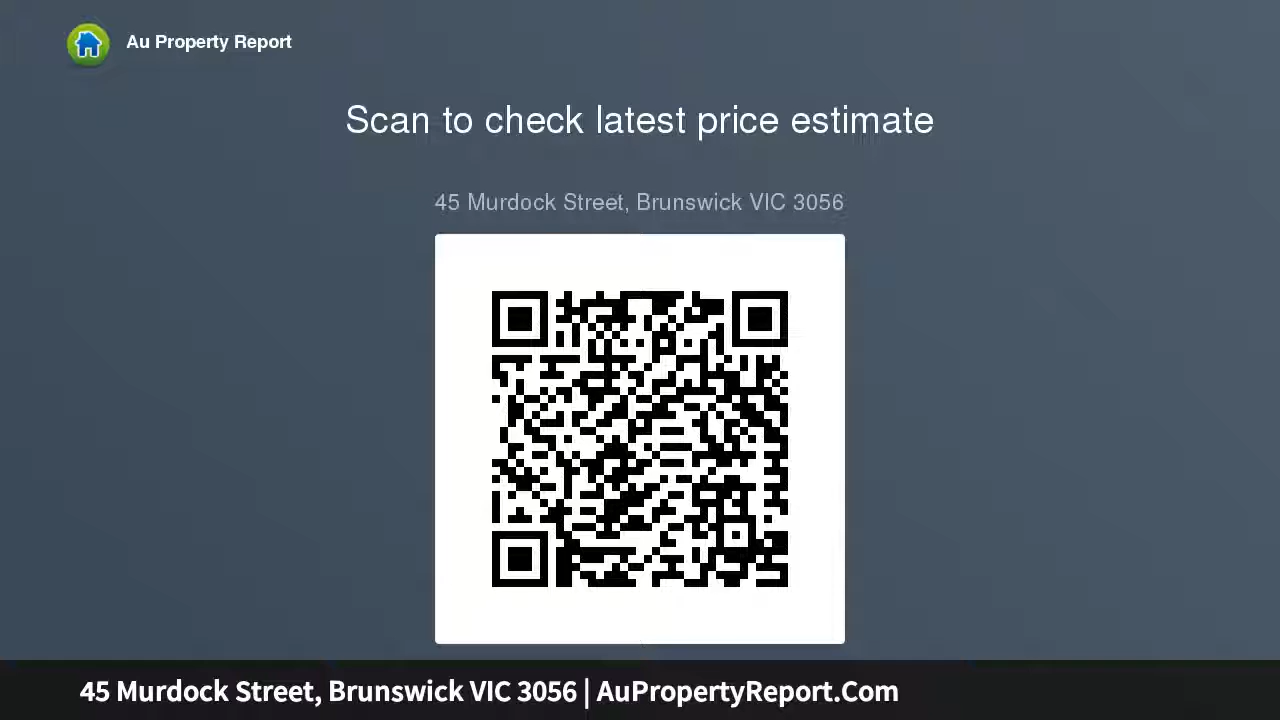 Au Property Report
Scan to check latest price estimate
45 Murdock Street, Brunswick VIC 3056
45 Murdock Street, Brunswick VIC 3056 | AuPropertyReport.Com